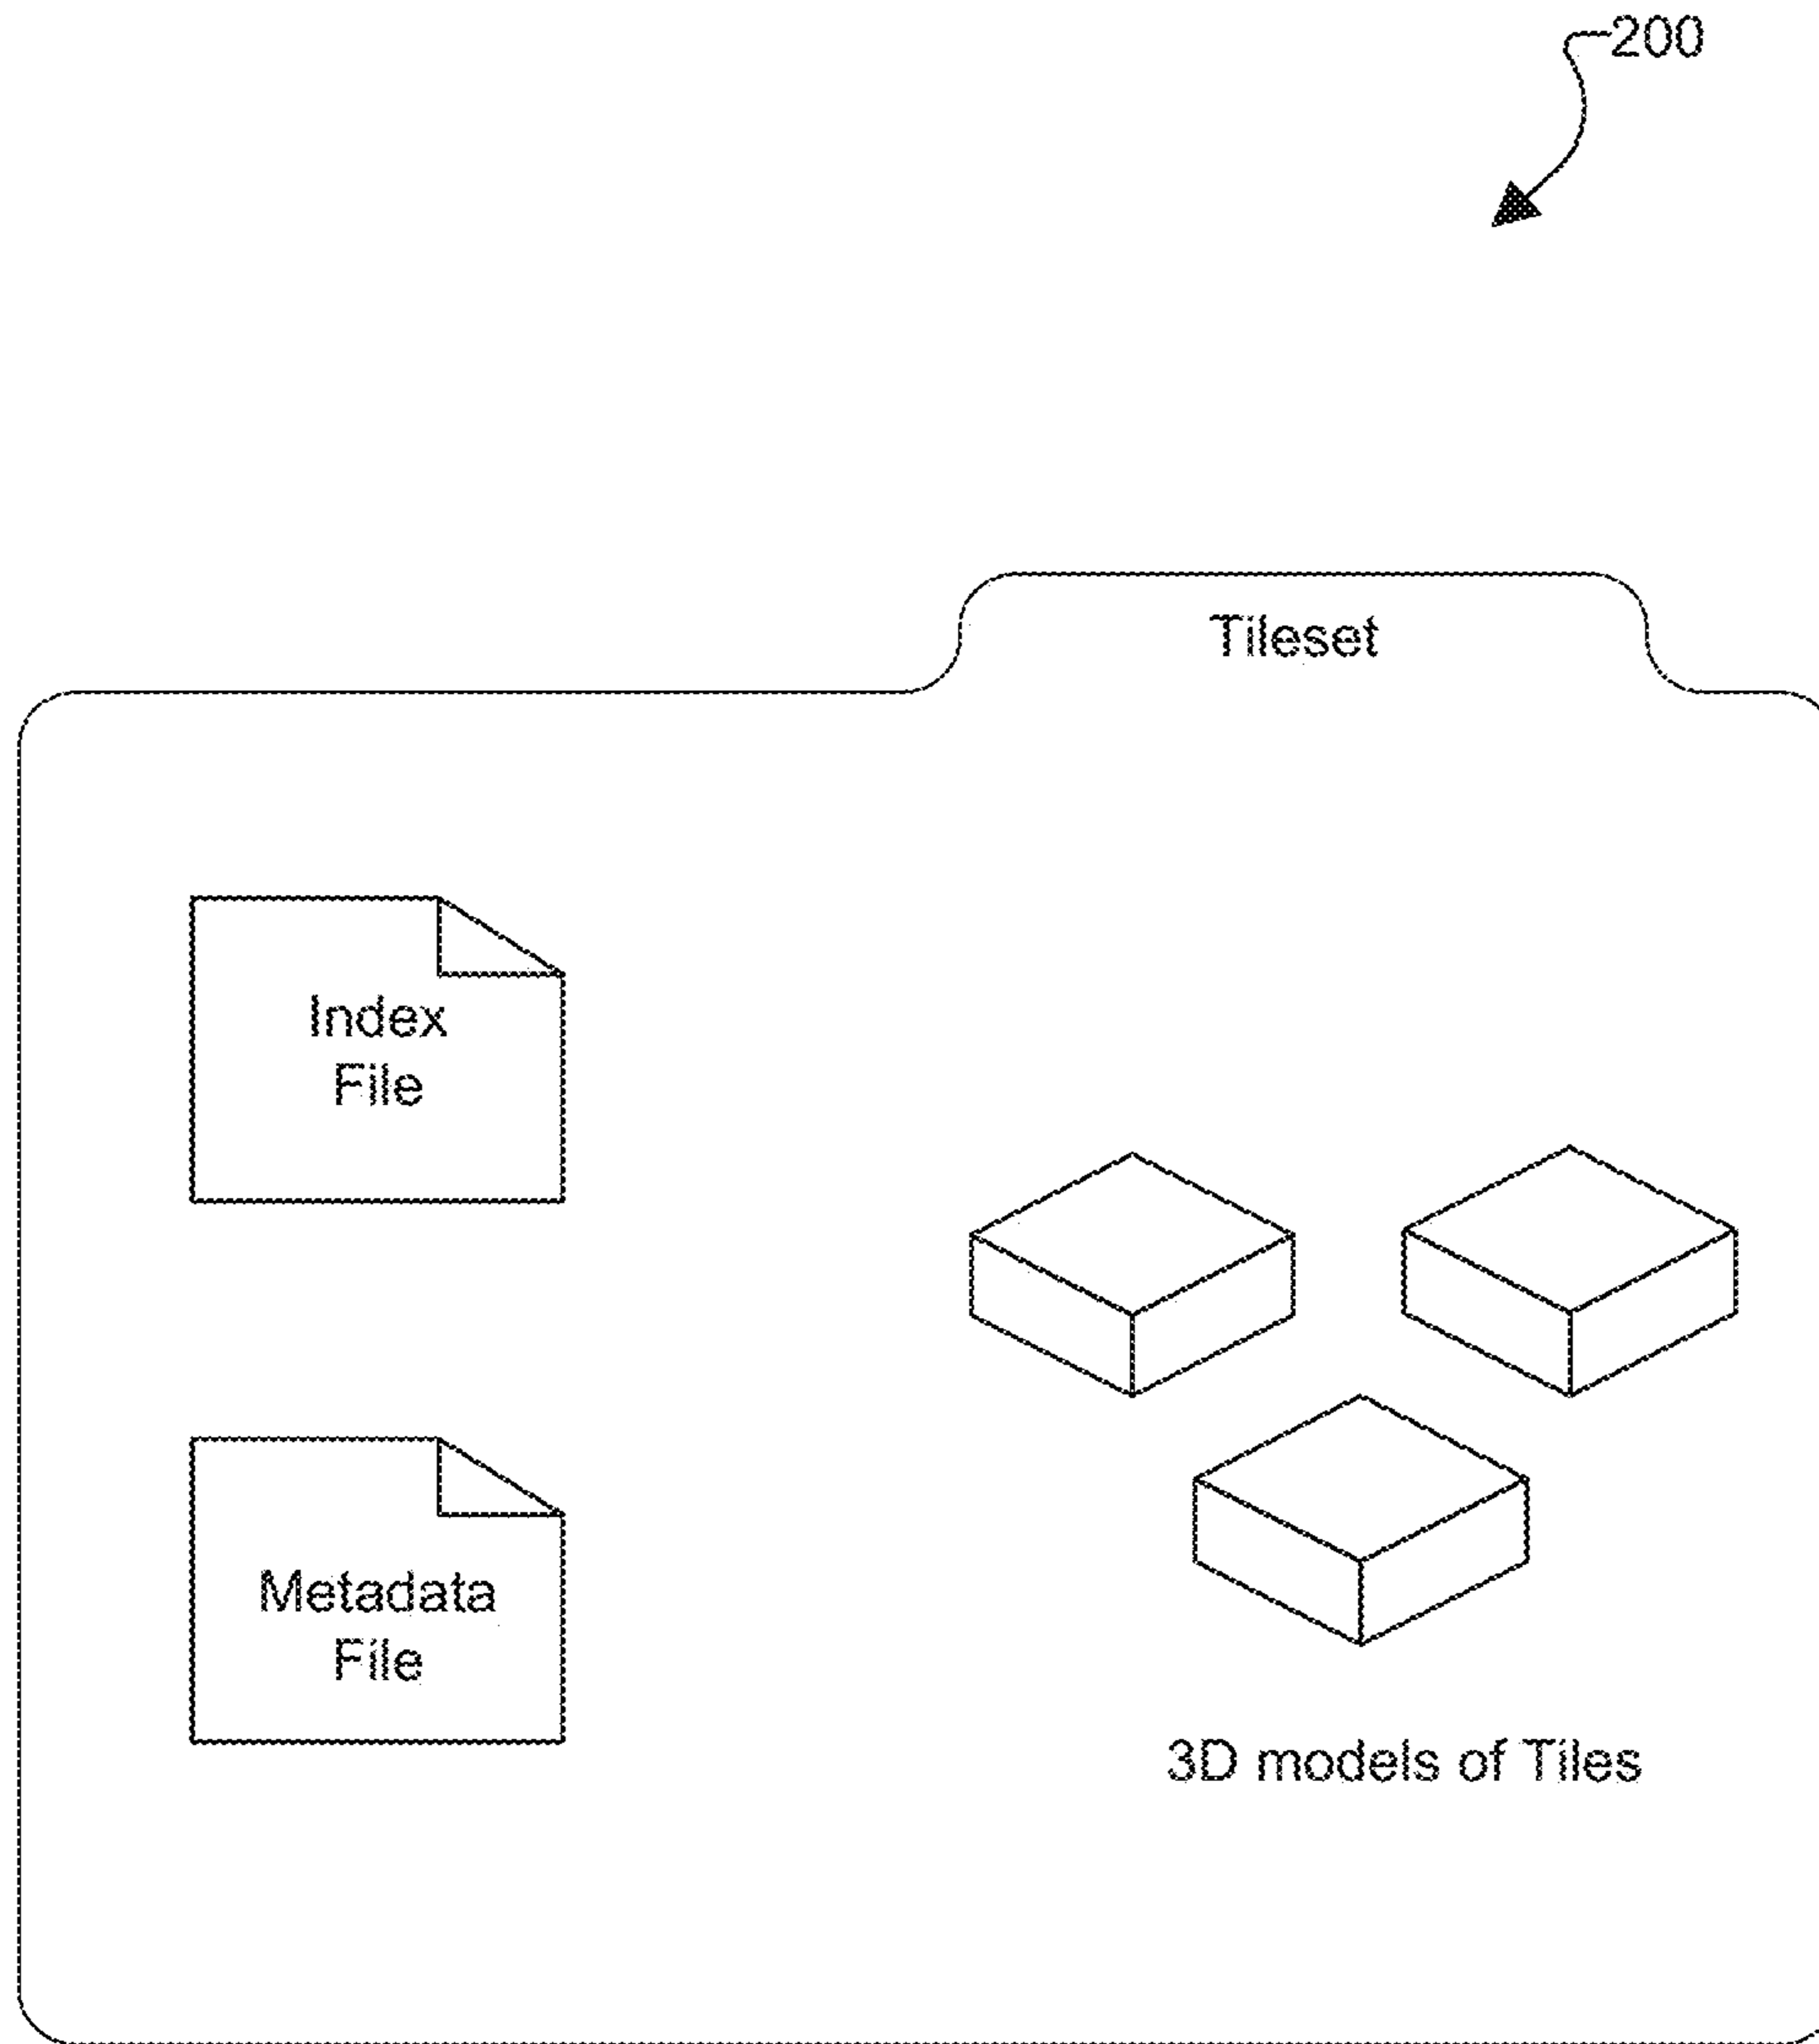 200
Tileset
Index
File
Metadata
File
3D models of Tiles